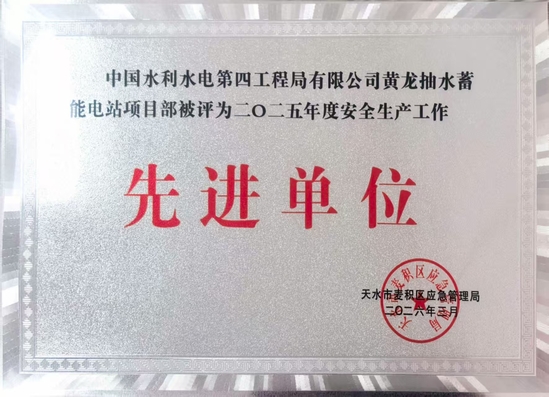 中国水利水电第四工程局有限公司黄龙抽水蓄
能电站项目部被评为二〇二五年度安全生产工作
先进单位
天水市麦积区应急管理局
二〇二六年三月